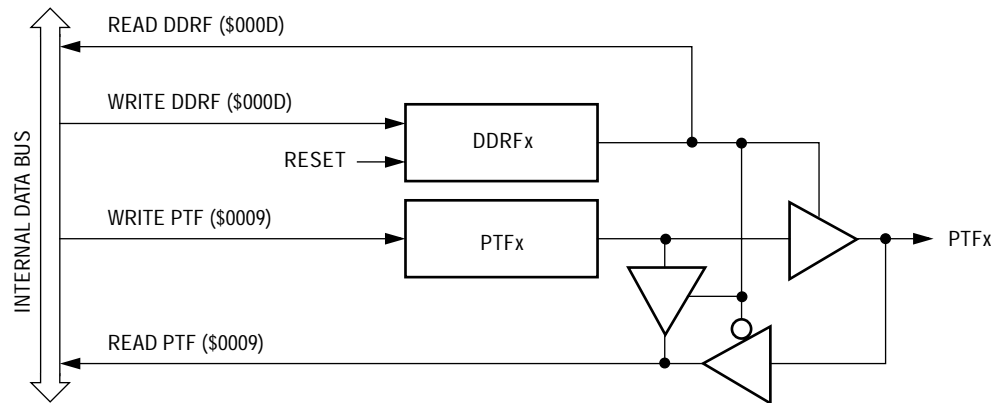 READ DDRF ($000D)
WRITE DDRF ($000D)
DDRFx
RESET
WRITE PTF ($0009)
PTFx
PTFx
READ PTF ($0009)
INTERNAL DATA BUS